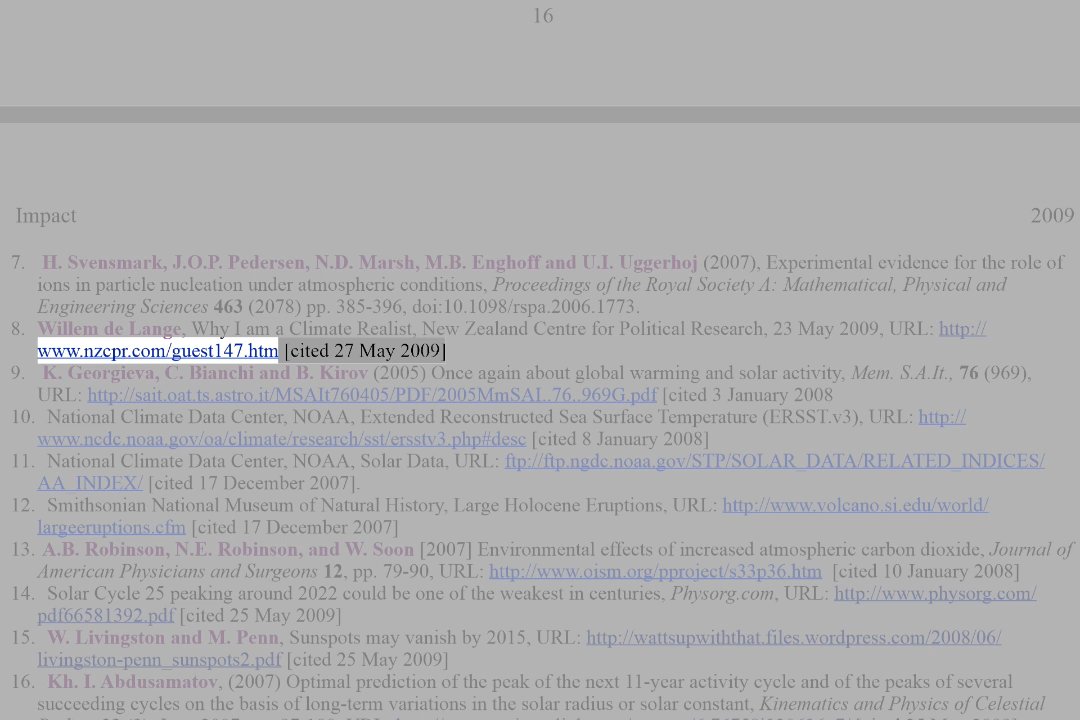 16
Impact 2009
7. H. Svensmark, J.O.P. Pedersen, N.D. Marsh, M.B. Enghoff and U.I. Uggerhoj (2007), Experimental evidence for the role of
ions in particle nucleation under atmospheric conditions, Proceedings of the Royal Society A: Mathematical, Physical and
Engineering Sciences 463 (2078) pp. 385-396, doi:10.1098/rspa.2006.1773.
8. Willem de Lange, Why I am a Climate Realist, New Zealand Centre for Political Research, 23 May 2009, URL: http://
www.nzcpr.com/guest147.htm [cited 27 May 2009]
9. K. Georgieva, C. Bianchi and B. Kirov (2005) Once again about global warming and solar activity, Mem. S.A.It., 76 (969),
URL: http://sait.oat.ts.astro.it/MSAIt760405/PDF/2005MmSAI..76..969G.pdf [cited 3 January 2008
10. National Climate Data Center, NOAA, Extended Reconstructed Sea Surface Temperature (ERSST.v3), URL: http://
www.ncdc.noaa.gov/oa/climate/research/sst/ersstv3.php#desc [cited 8 January 2008]
11. National Climate Data Center, NOAA, Solar Data, URL: ftp://ftp.ngdc.noaa.gov/STP/SOLAR_DATA/RELATED_INDICES/
AA_INDEX/ [cited 17 December 2007].
12. Smithsonian National Museum of Natural History, Large Holocene Eruptions, URL: http://www.volcano.si.edu/world/
largeeruptions.cfm [cited 17 December 2007]
13. A.B. Robinson, N.E. Robinson, and W. Soon [2007] Environmental effects of increased atmospheric carbon dioxide, Journal of
American Physicians and Surgeons 12, pp. 79-90, URL: http://www.oism.org/pproject/s33p36.htm [cited 10 January 2008]
14. Solar Cycle 25 peaking around 2022 could be one of the weakest in centuries, Physorg.com, URL: http://www.physorg.com/
pdf66581392.pdf [cited 25 May 2009]
15. W. Livingston and M. Penn, Sunspots may vanish by 2015, URL: http://wattsupwiththat.files.wordpress.com/2008/06/
livingston-penn_sunspots2.pdf [cited 25 May 2009]
16. Kh. I. Abdusamatov, (2007) Optimal prediction of the peak of the next 11-year activity cycle and of the peaks of several
succeeding cycles on the basis of long-term variations in the solar radius or solar constant, Kinematics and Physics of Celestial